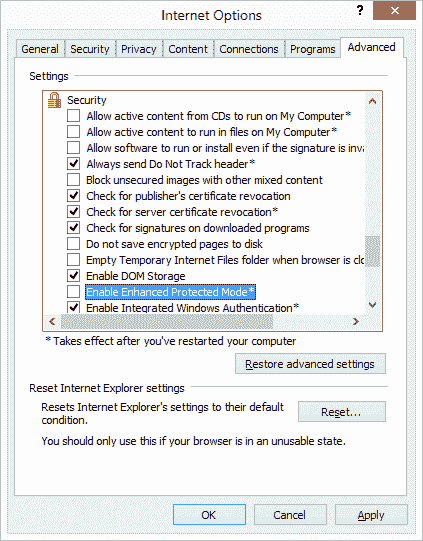 Internet Options
?
General Security Privacy Content Connections Programs Advanced
Settings
Security
Allow active content from CDs to run on My Computer*
Allow active content to run in files on My Computer*
Allow software to run or install even if the signature is inva
Always send Do Not Track header*
Block unsecured images with other mixed content
Check for publisher's certificate revocation
Check for server certificate revocation*
Check for signatures on downloaded programs
Do not save encrypted pages to disk
Empty Temporary Internet Files folder when browser is clo
Enable DOM Storage
Enable Enhanced Protected Mode*
Enable Integrated Windows Authentication*
* Takes effect after you've restarted your computer
Restore advanced settings
Reset Internet Explorer settings
Resets Internet Explorer's settings to their default
condition.
Reset...
You should only use this if your browser is in an unusable state.
OK Cancel Apply